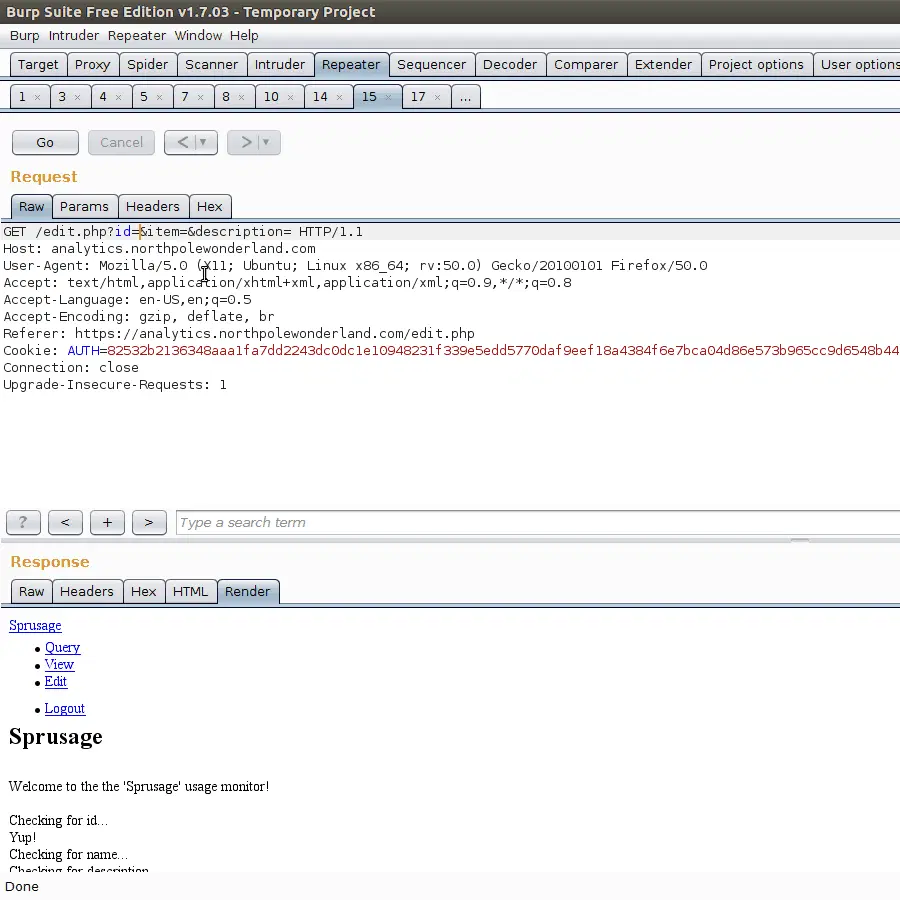 Burp Suite Free Edition v1.7.03 - Temporary Project
Burp Intruder Repeater Window Help
Target Proxy Spider Scanner Intruder Repeater Sequencer Decoder Comparer Extender Project options User options
1 × 3 × 4 × 5 × 7 × 8 × 10 × 14 × 15 × 17 × ...
Go Cancel < ▼ > ▼
Request
Raw Params Headers Hex
GET /edit.php?id=&item=&description= HTTP/1.1
Host: analytics.northpolewonderland.com
User-Agent: Mozilla/5.0 (X11; Ubuntu; Linux x86_64; rv:50.0) Gecko/20100101 Firefox/50.0
Accept: text/html,application/xhtml+xml,application/xml;q=0.9,*/*;q=0.8
Accept-Language: en-US,en;q=0.5
Accept-Encoding: gzip, deflate, br
Referer: https://analytics.northpolewonderland.com/edit.php
Cookie: AUTH=82532b2136348aaa1fa7dd2243dc0dc1e10948231f339e5edd5770daf9eef18a4384f6e7bca04d86e573b965cc9d6548b44
Connection: close
Upgrade-Insecure-Requests: 1
? < + > Type a search term
Response
Raw Headers Hex HTML Render
Sprusage
• Query
• View
• Edit
• Logout
Sprusage
Welcome to the the 'Sprusage' usage monitor!
Checking for id...
Yup!
Checking for name...
Checking for description
Done